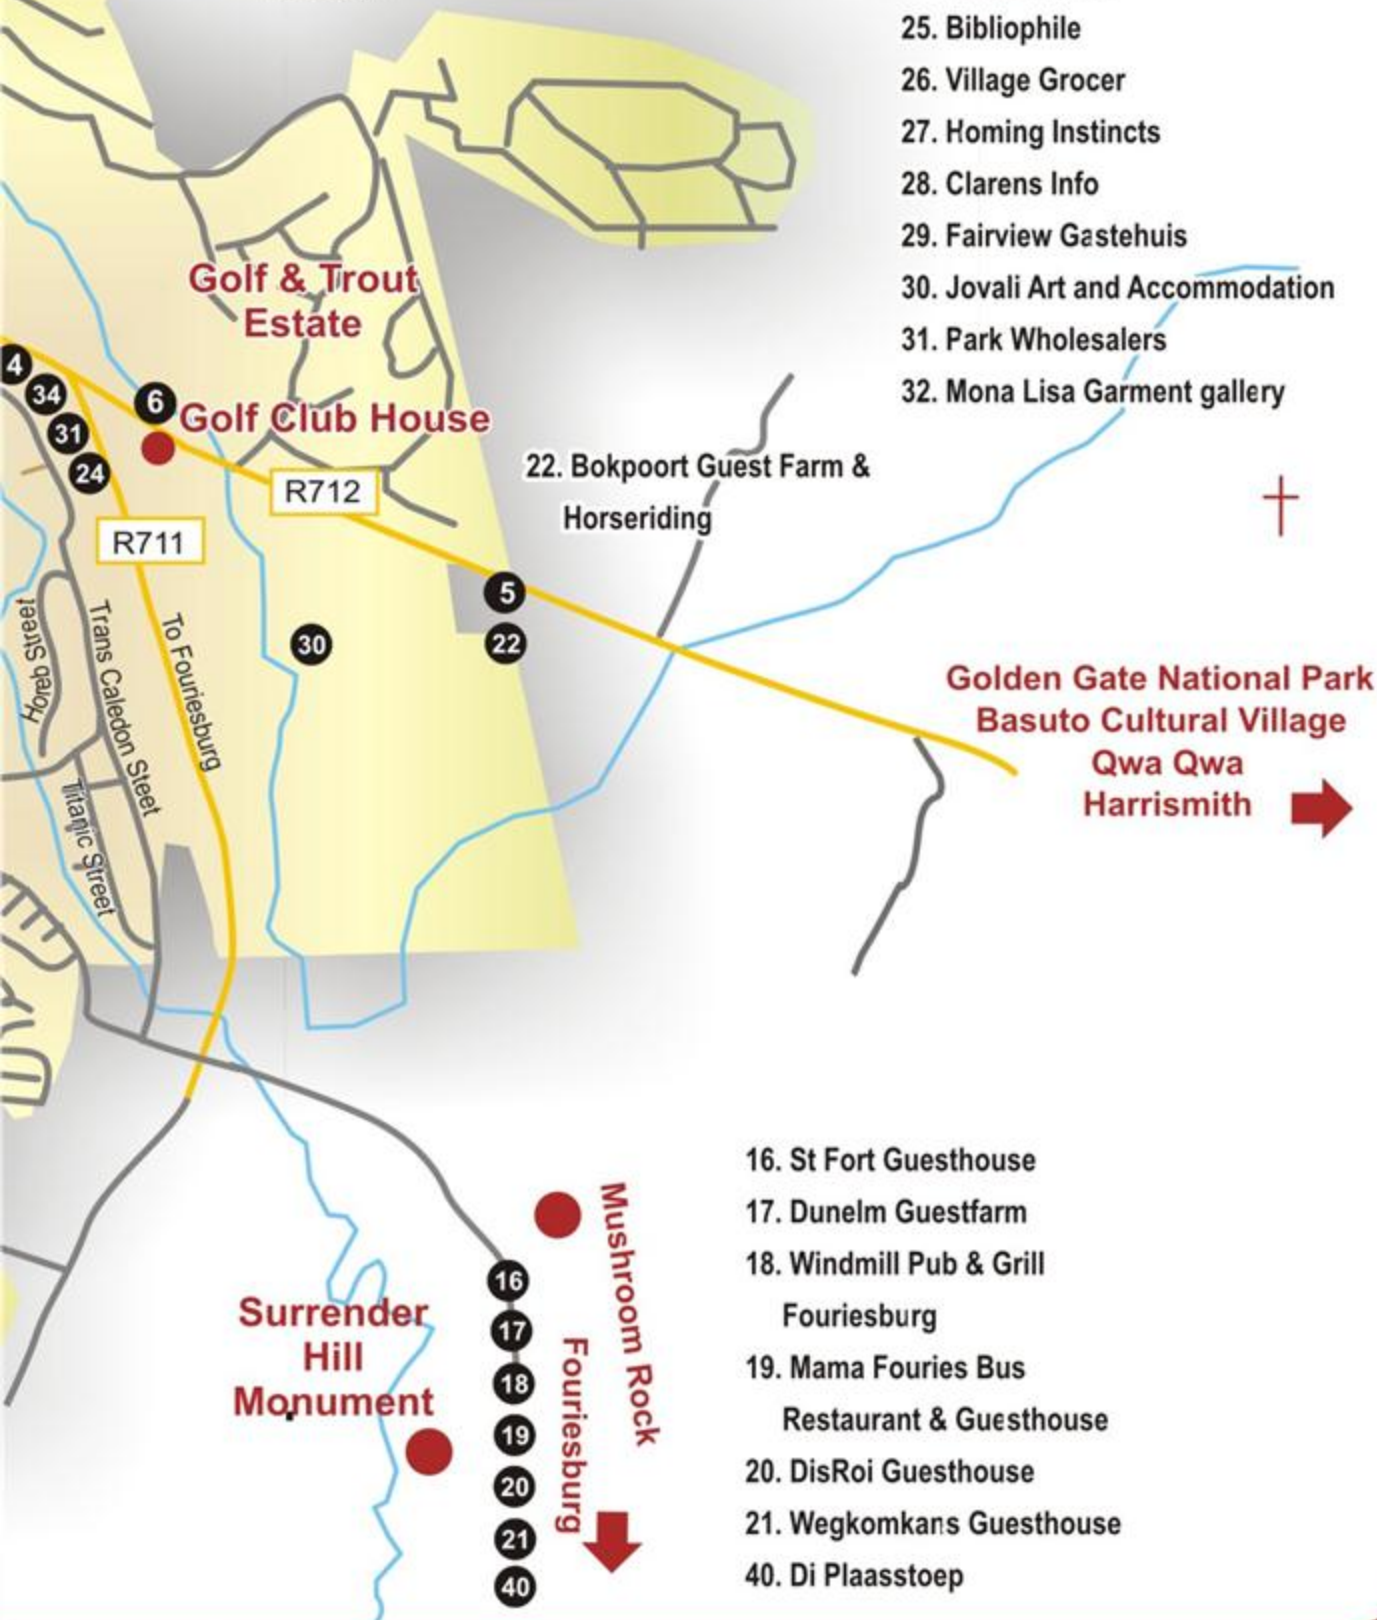 25. Bibliophile
26. Village Grocer
27. Homing Instincts
28. Clarens Info
29. Fairview Gastehuis
30. Jovali Art and Accommodation
31. Park Wholesalers
32. Mona Lisa Garment gallery
Golf & Trout
Estate
4
34
31
24
6
Golf Club House
R712
R711
22. Bokpoort Guest Farm &
Horseriding
5
22
30
Horab Street
Trans Caledon Steet
To Fouriesburg
Titanic Street
Golden Gate National Park
Basuto Cultural Village
Qwa Qwa
Harrismith
16. St Fort Guesthouse
17. Dunelm Guestfarm
18. Windmill Pub & Grill
Fouriesburg
19. Mama Fouries Bus
Restaurant & Guesthouse
20. DisRoi Guesthouse
21. Wegkomkans Guesthouse
40. Di Plaasstoep
Mushroom Rock
Fouriesburg
Surrender
Hill
Monument
16
17
18
19
20
21
40